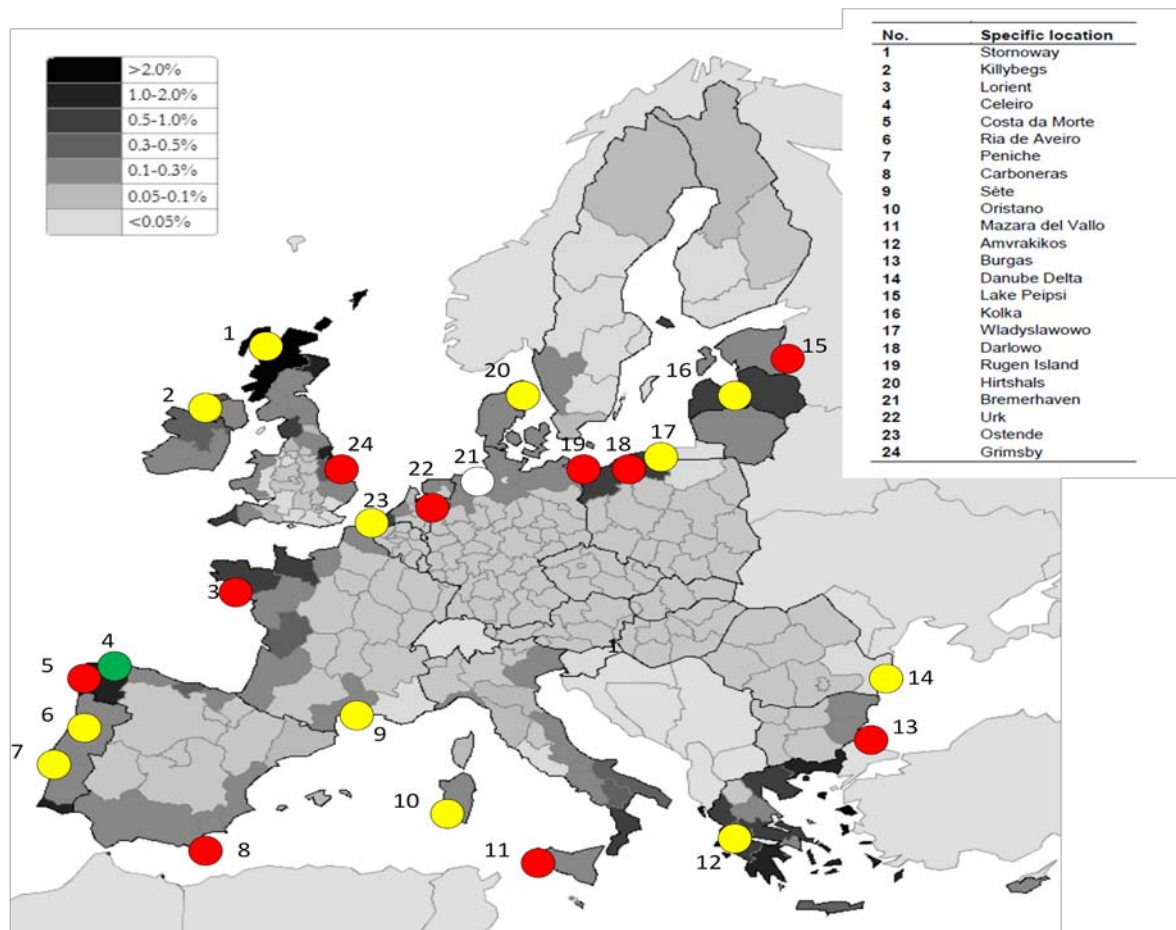 >2.0%
1.0-2.0%
0.5-1.0%
0.3-0.5%
0.1-0.3%
0.05-0.1%
<0.05%
No. Specific location
1 Stornoway
2 Killybegs
3 Lorient
4 Celeiro
5 Costa da Morte
6 Ria de Aveiro
7 Peniche
8 Carboneras
9 Sète
10 Oristano
11 Mazara del Vallo
12 Amvrakikos
13 Burgas
14 Danube Delta
15 Lake Peipsi
16 Kolka
17 Wladyslawowo
18 Darlowo
19 Rugen Island
20 Hirtshals
21 Bremerhaven
22 Urk
23 Ostende
24 Grimsby
1
15
20
16
2
24
19
18
17
21
22
23
3
1
4
5
14
6
9
13
7
10
8
11
12